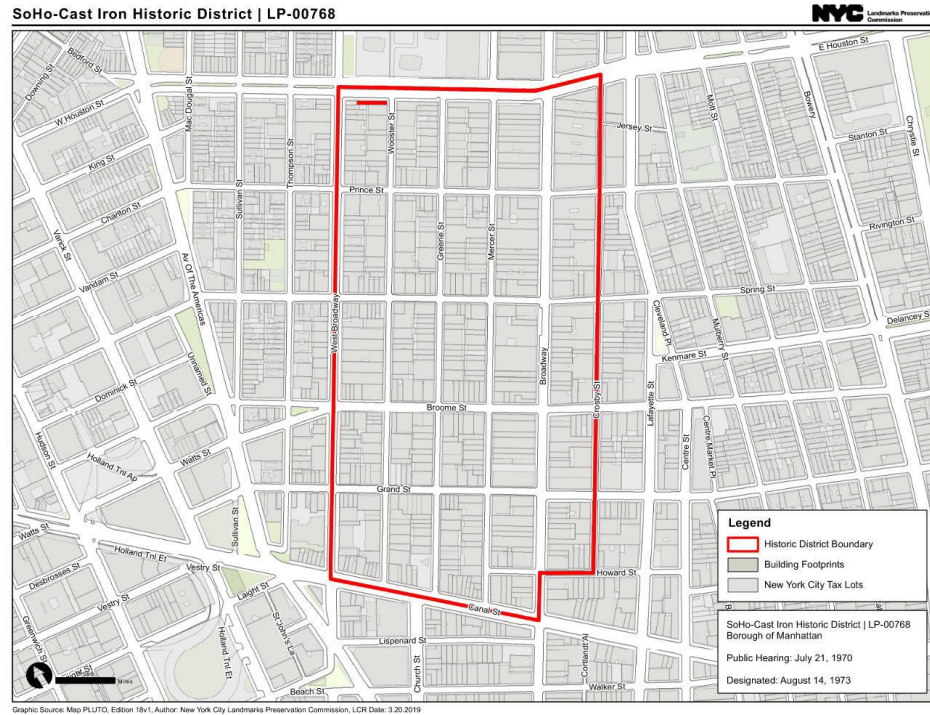 SoHo-Cast Iron Historic District | LP-00768
NYC Landmarks Preservation
Commission
E Houston St
Bedford St
Downing St
W Houston St
Mac Dougal St
King St
Charlton St
Varick St
Vandam St
Thompson St
Sullivan St
Av Of The Americas
Wooster St
Prince St
Greene St
Mercer St
Jersey St
Mott St
Bowery
Stanton St
Chrystie St
Rivington St
Spring St
Delancey S
Cleveland Pl
Mulberry St
Kenmare St
West Broadway
Broadway
Crosby St
Lafayette St
Unnamed St
Dominick St
Broome St
Centre St
Centre Market Pl
Hudson St
Holland Tnl Ap
Watts St
Grand St
Sullivan St
Watts St
Holland Tnl Et
Vestry St
Desbrosses St
Laight St
Howard St
Canal St
Vestry St
Greenwich St
Holland Tnl Et
St John's La
Lispenard St
Church St
Cortlandt Al
Beach St
Walker St
Miles
Legend
Historic District Boundary
Building Footprints
New York City Tax Lots
SoHo-Cast Iron Historic District | LP-00768
Borough of Manhattan
Public Hearing: July 21, 1970
Designated: August 14, 1973
Graphic Source: Map PLUTO, Edition 18v1, Author: New York City Landmarks Preservation Commission, LCR Date: 3.20.2019